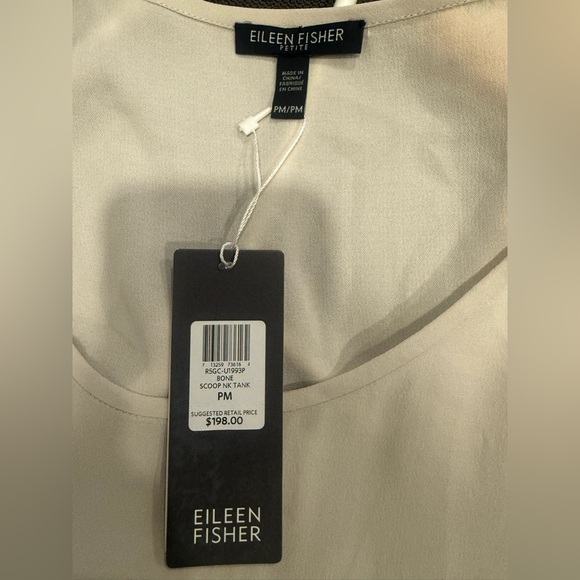 EILEEN FISHER
PETITE
MADE IN
CHINA/
FABRIQUÉ
EN CHINE
PM/PM
R5GC-U1993P
BONE
SCOOP NK TANK
PM
SUGGESTED RETAIL PRICE
$198.00
EILEEN
FISHER